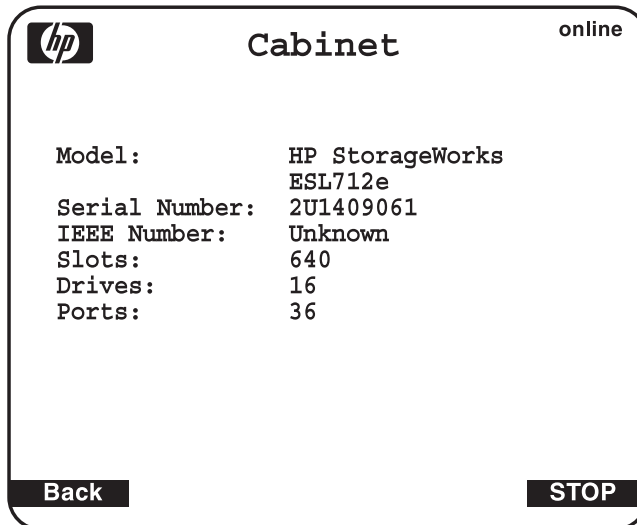 hp
Cabinet
online
Model: HP StorageWorks
ESL712e
Serial Number: 2U1409061
IEEE Number: Unknown
Slots: 640
Drives: 16
Ports: 36
Back
STOP